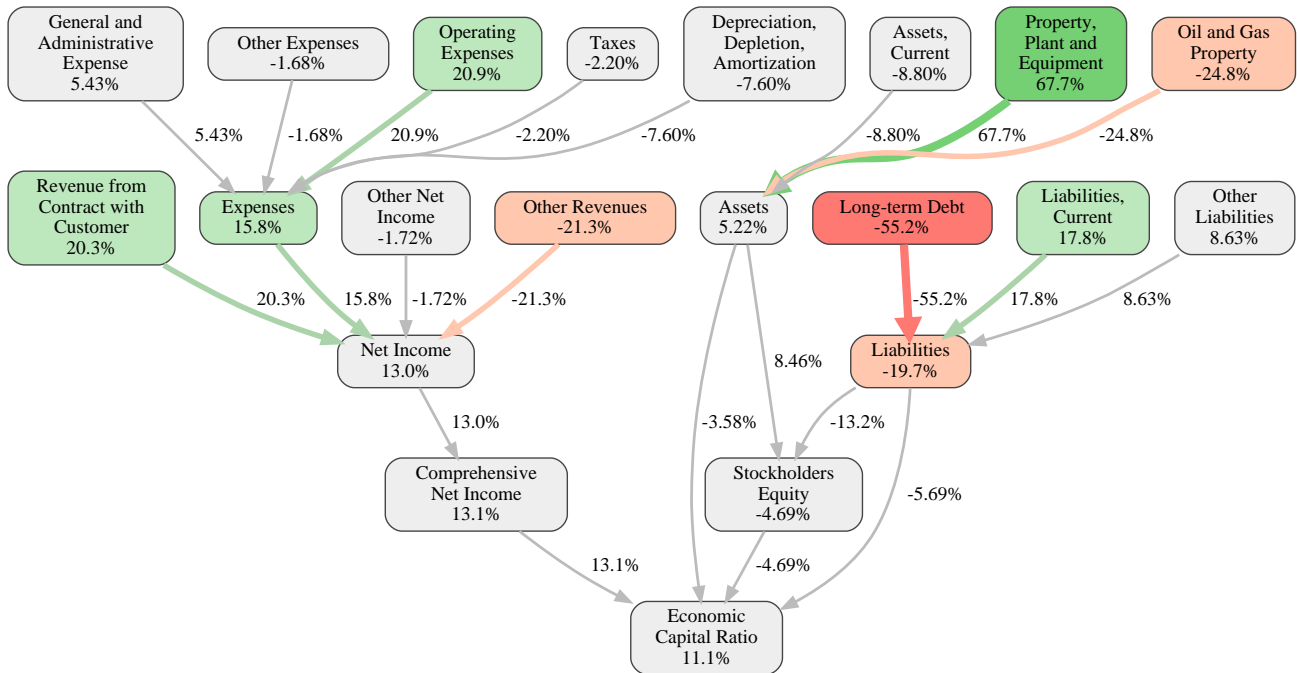 General and
Administrative
Expense
5.43%
Other Expenses
-1.68%
Operating
Expenses
20.9%
Taxes
-2.20%
Depreciation,
Depletion,
Amortization
-7.60%
Assets,
Current
-8.80%
Property,
Plant and
Equipment
67.7%
Oil and Gas
Property
-24.8%
5.43%
-1.68%
20.9%
-2.20%
-7.60%
-8.80%
67.7%
-24.8%
Revenue from
Contract with
Customer
20.3%
Expenses
15.8%
Other Net
Income
-1.72%
Other Revenues
-21.3%
Assets
5.22%
Long-term Debt
-55.2%
Liabilities,
Current
17.8%
Other
Liabilities
8.63%
20.3%
15.8%
-1.72%
-21.3%
-55.2%
17.8%
8.63%
Net Income
13.0%
8.46%
Liabilities
-19.7%
13.0%
-3.58%
-13.2%
Comprehensive
Net Income
13.1%
Stockholders
Equity
-4.69%
-5.69%
13.1%
-4.69%
Economic
Capital Ratio
11.1%